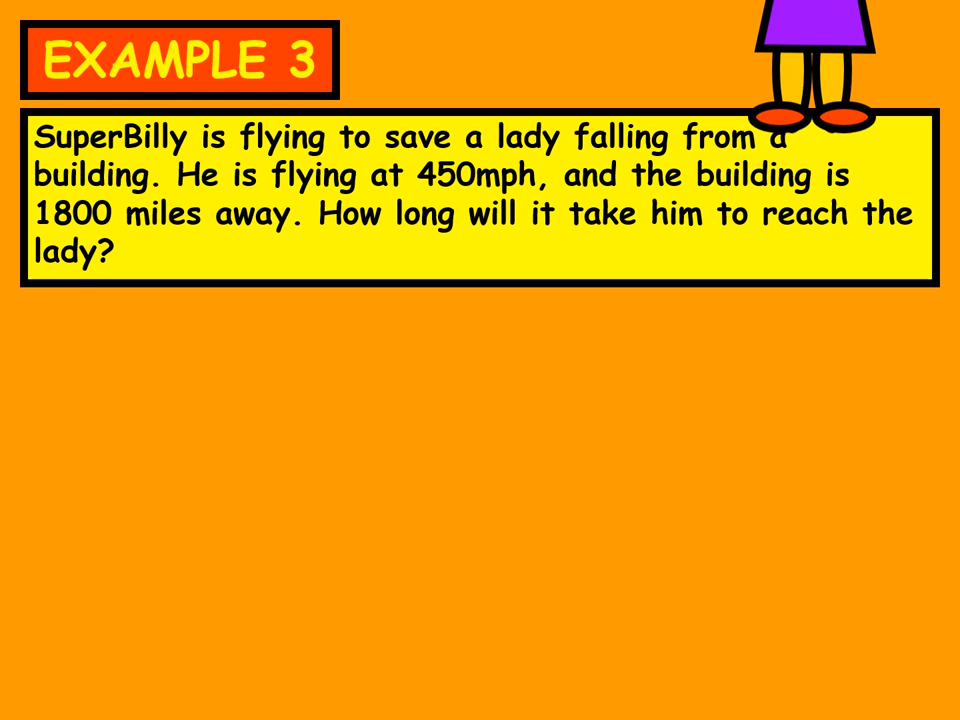 EXAMPLE 3
SuperBilly is flying to save a lady falling from a
building. He is flying at 450mph, and the building is
1800 miles away. How long will it take him to reach the
lady?